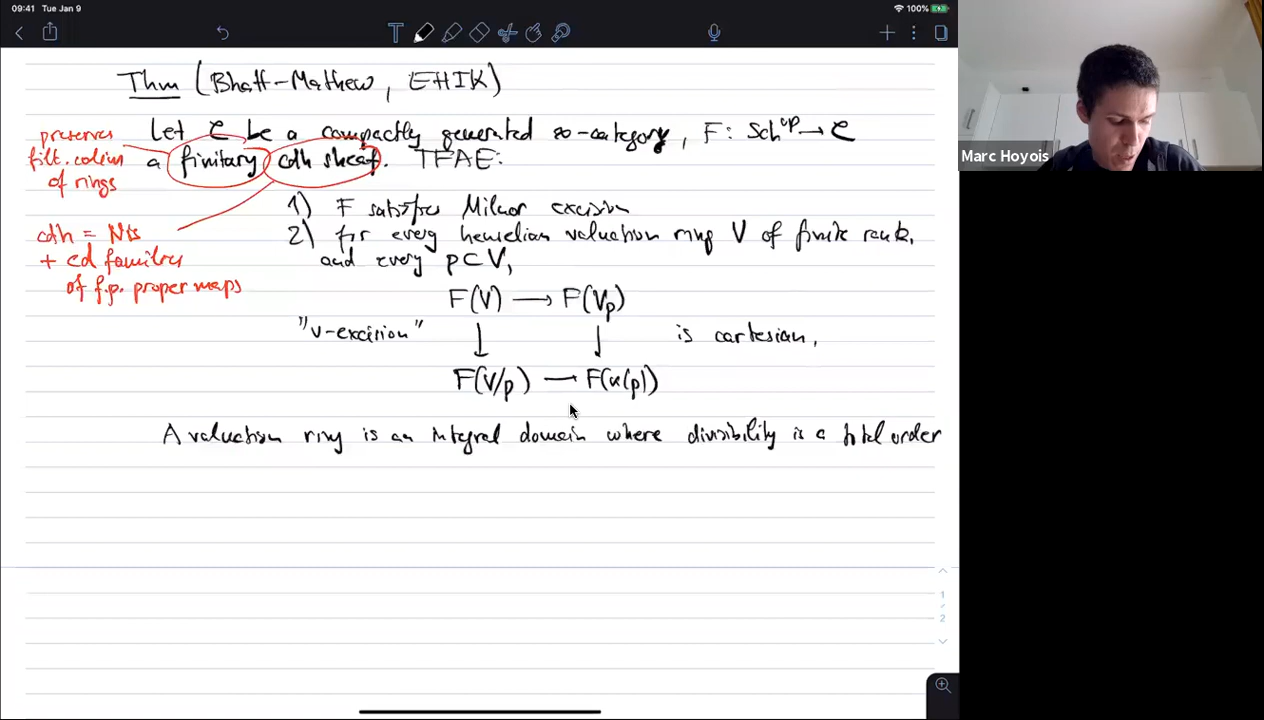 09:41 Tue Jan 9
100%
Thm (Bhatt-Mathew, EHIK)
Let C be a compactly generated ∞-category, F: Sch^op → C
a finitary cdh sheaf. TFAE:
preserves
filt. colim
of rings
1) F satisfies Milnor excision
cdh = Nis
+ cd families
of f.p. proper maps
2) for every henselian valuation ring V of finite rank,
and every p⊂V,
F(V) → F(Vp)
"v-excision" ↓ ↓ is cartesian,
F(V/p) → F(κ(p))
A valuation ring is an integral domain where divisibility is a total order
1
/
2
Marc Hoyois